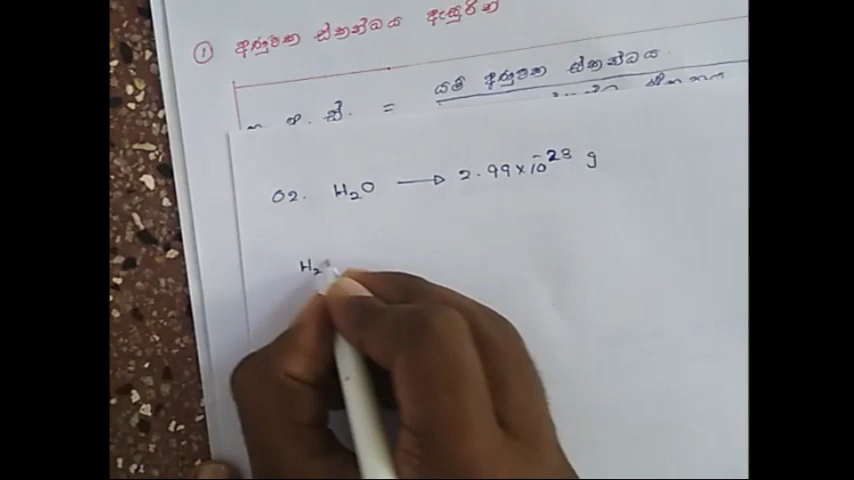 ① අණුවක ස්කන්ධය ඇසුරින්
යම් අණුවක ස්කන්ධය
ස්. =
02. H₂O → 2.99×10⁻²³ g
H₂